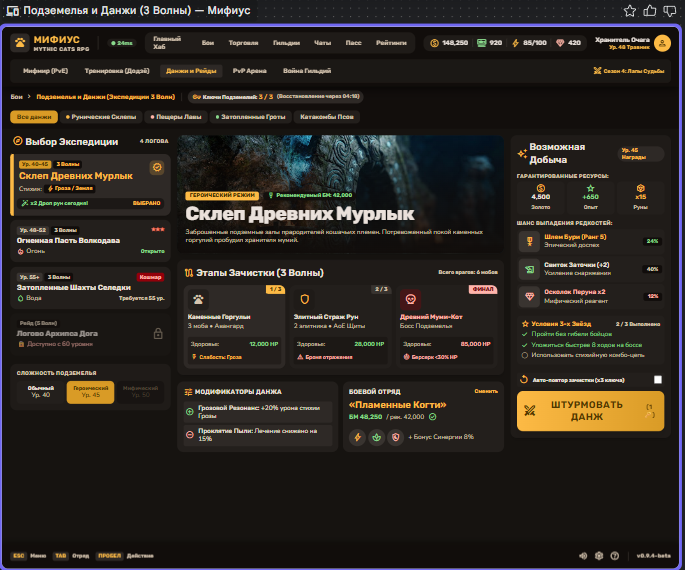 Подземелья и Данжи (3 Волны) — Мифиус
МИФИУС
MYTHIC CATS RPG
24ms
Главный Хаб
Бои
Торговля
Гильдии
Чаты
Пасс
Рейтинги
148,250
920
85/100
420
Хранитель Очага
Ур. 48 Травник
Мифмир (PvE)
Тренировка (Додзё)
Данжи и Рейды
PvP Арена
Война Гильдий
Сезон 4: Лапы Судьбы
Бои > Подземелья и Данжи (Экспедиции 3 Волн)
Ключи Подземелий: 3 / 3 (Восстановление через 04:18)
Все данжи
Рунические Склепы
Пещеры Лавы
Затопленные Гроты
Катакомбы Псов
Выбор Экспедиции
4 ЛОГОВА
Ур. 40-45
3 Волны
Склеп Древних Мурлык
Стихии:
Гроза / Земля
x2 Дроп рун сегодня!
ВЫБРАНО
Ур. 48-52
3 Волны
★★★
Огненная Пасть Волкодава
Огонь
Открыто
Ур. 55+
3 Волны
Кошмар
Затопленные Шахты Селедки
Вода
Требуется 55 ур.
Рейд (5 Волн)
Логово Архипса Дога
Доступно с 60 уровня
СЛОЖНОСТЬ ПОДЗЕМЕЛЬЯ
Обычный
Ур. 40
Героический
Ур. 45
Мифический
Ур. 50
ГЕРОИЧЕСКИЙ РЕЖИМ
Рекомендуемый БМ: 42,000
Склеп Древних Мурлык
Заброшенные подземные залы прародителей кошачьих племен. Потревоженный покой каменных
горгулий пробудил хранителя мумий.
Этапы Зачистки (3 Волны)
Всего врагов: 6 мобов
1 / 3
Каменные Горгульи
3 моба • Авангард
Здоровье:
12,000 HP
Слабость: Гроза
2 / 3
Элитный Страж Рун
2 элитника • АоЕ Щиты
Здоровье:
28,000 HP
Броня отражения
ФИНАЛ
Древний Муми-Кот
Босс Подземелья
Здоровье:
85,000 HP
Берсерк <30% HP
МОДИФИКАТОРЫ ДАНЖА
Грозовой Резонанс: +20% урона стихии
Грозы
Проклятие Пыли: Лечение снижено на
15%
БОЕВОЙ ОТРЯД
Сменить
«Пламенные Когти»
БМ 48,250 / рек. 42,000
+ Бонус Синергии 8%
Возможная
Добыча
Ур. 45
Награды
ГАРАНТИРОВАННЫЕ РЕСУРСЫ:
4,500
Золото
+650
Опыт
x15
Руны
ШАНС ВЫПАДЕНИЯ РЕДКОСТЕЙ:
Шлем Бури (Ранг 5)
Эпический доспех
24%
Свиток Заточки (+2)
Усиление снаряжения
40%
Осколок Перуна x2
Мифический реагент
12%
Условия 3-х Звёзд
2 / 3 Выполнено
Пройти без гибели бойцов
Уложиться быстрее 8 ходов на боссе
Использовать стихийную комбо-цепь
Авто-повтор зачистки (x3 ключа)
ШТУРМОВАТЬ
ДАНЖ
ESC Меню
TAB Отряд
ПРОБЕЛ Действие
v0.9.4-beta